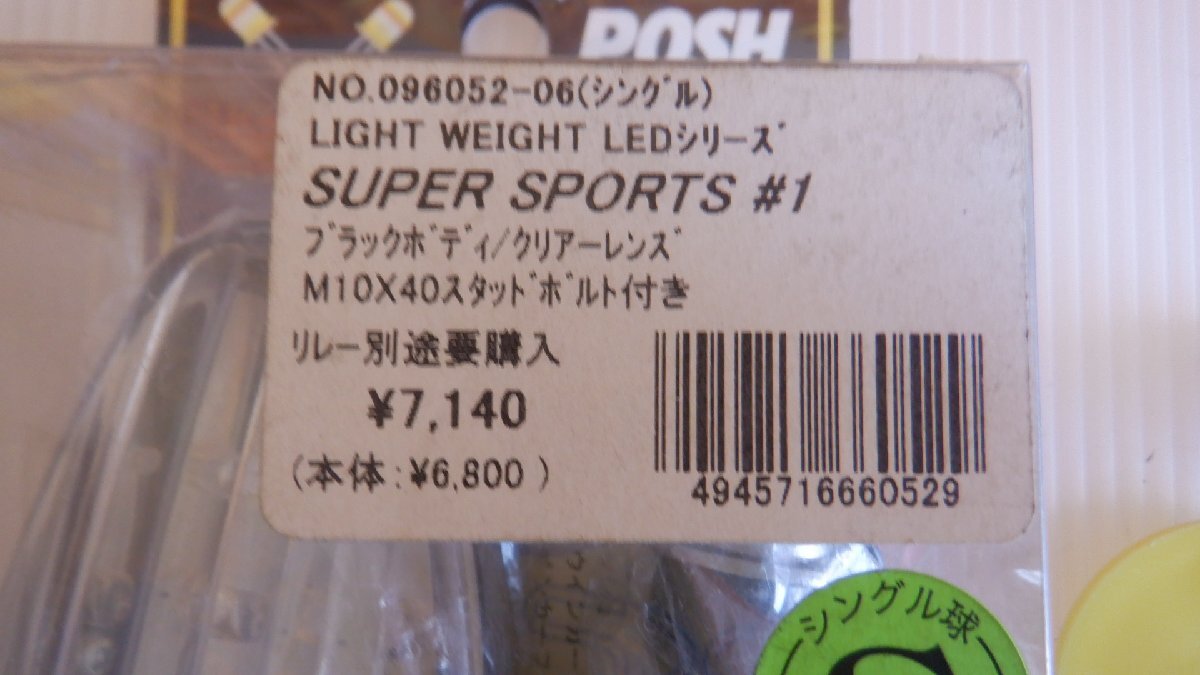 POSH
NO.096052-06(ｼﾝｸﾞﾙ)
LIGHT WEIGHT LEDｼﾘｰｽﾞ
SUPER SPORTS #1
ﾌﾞﾗｯｸﾎﾞﾃﾞｨ/ｸﾘｱｰﾚﾝｽﾞ
M10X40ｽﾀｯﾄﾞﾎﾞﾙﾄ付き
ﾘﾚｰ別途要購入
¥7,140
(本体:¥6,800 )
4945716660529
シングル球
S